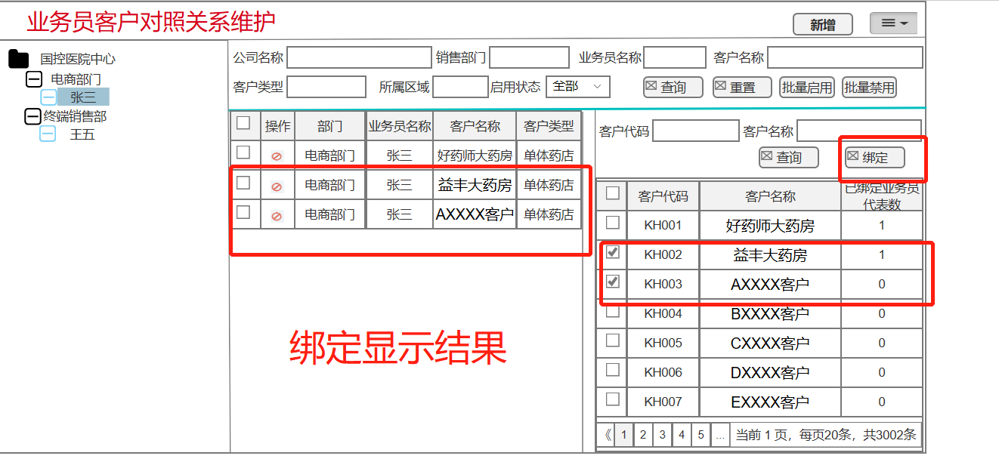 业务员客户对照关系维护
新增
国控医院中心
电商部门
张三
终端销售部
王五
公司名称 销售部门 业务员名称 客户名称
客户类型 所属区域 启用状态 全部 查询 重置 批量启用 批量禁用
操作 部门 业务员名称 客户名称 客户类型
电商部门 张三 好药师大药房 单体药店
电商部门 张三 益丰大药房 单体药店
电商部门 张三 AXXXX客户 单体药店
绑定显示结果
客户代码 客户名称
查询 绑定
客户代码 客户名称 已绑定业务员
代表数
KH001 好药师大药房 1
KH002 益丰大药房 1
KH003 AXXXX客户 0
KH004 BXXXX客户 0
KH005 CXXXX客户 0
KH006 DXXXX客户 0
KH007 EXXXX客户 0
《 1 2 3 4 5 ... 当前 1 页，每页20条，共3002条